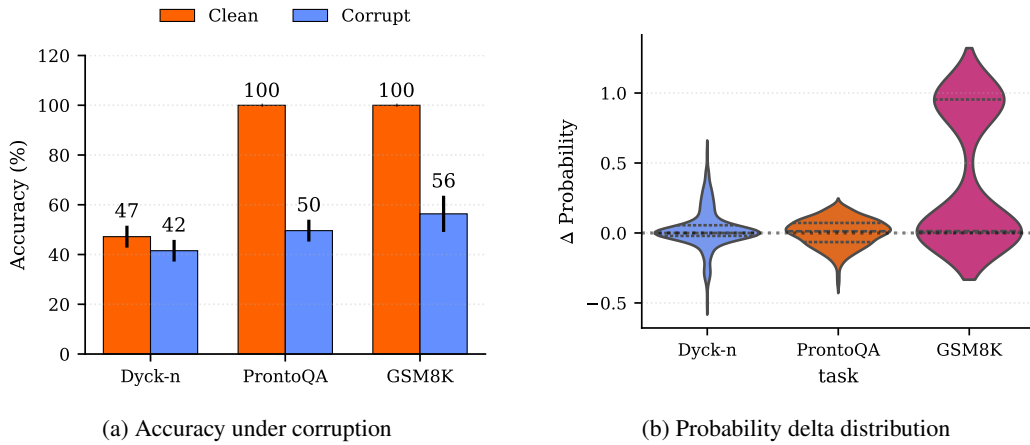 Clean Corrupt
Accuracy (%)
120
100
80
60
40
20
0
47
42
100
50
100
56
Dyck-n ProntoQA GSM8K
(a) Accuracy under corruption
Δ Probability
1.0
0.5
0.0
−0.5
Dyck-n ProntoQA GSM8K
task
(b) Probability delta distribution